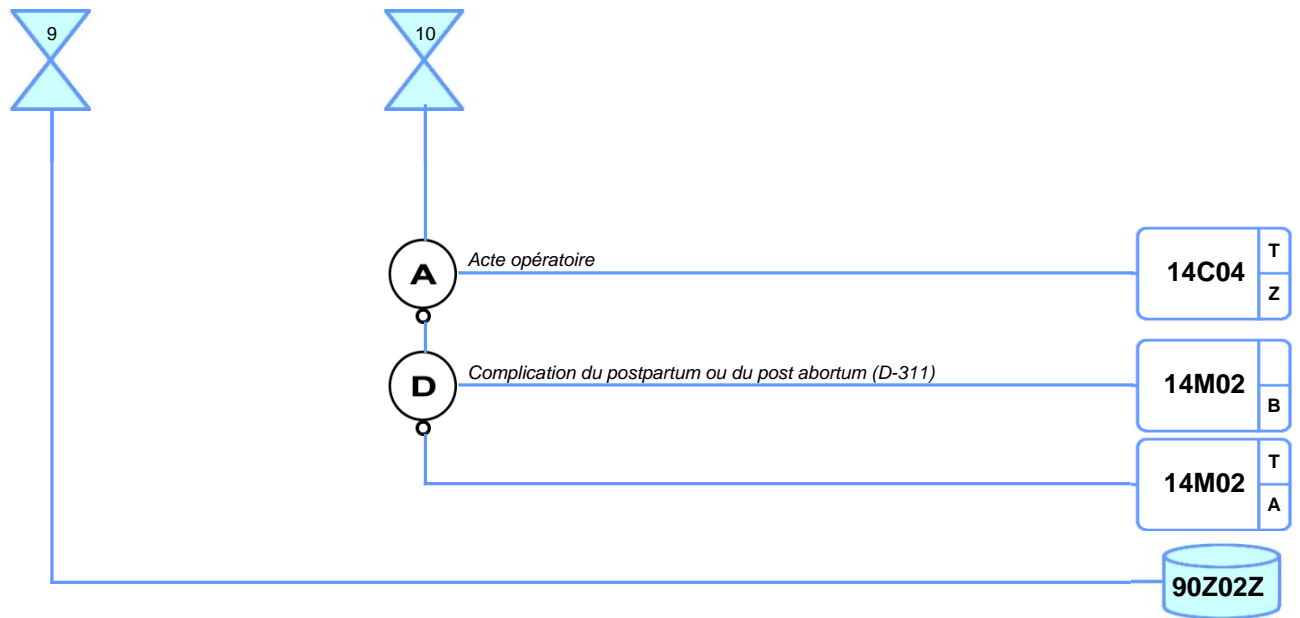 9
10
A
Acte opératoire
14C04
T
Z
D
Complication du postpartum ou du post abortum (D-311)
14M02
B
14M02
T
A
90Z02Z